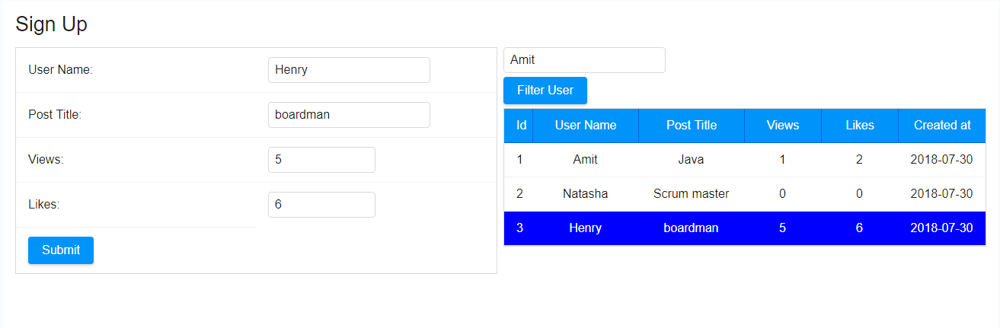 Sign Up
User Name: Henry
Post Title: boardman
Views: 5
Likes: 6
Submit
Amit
Filter User
Id User Name Post Title Views Likes Created at
1 Amit Java 1 2 2018-07-30
2 Natasha Scrum master 0 0 2018-07-30
3 Henry boardman 5 6 2018-07-30